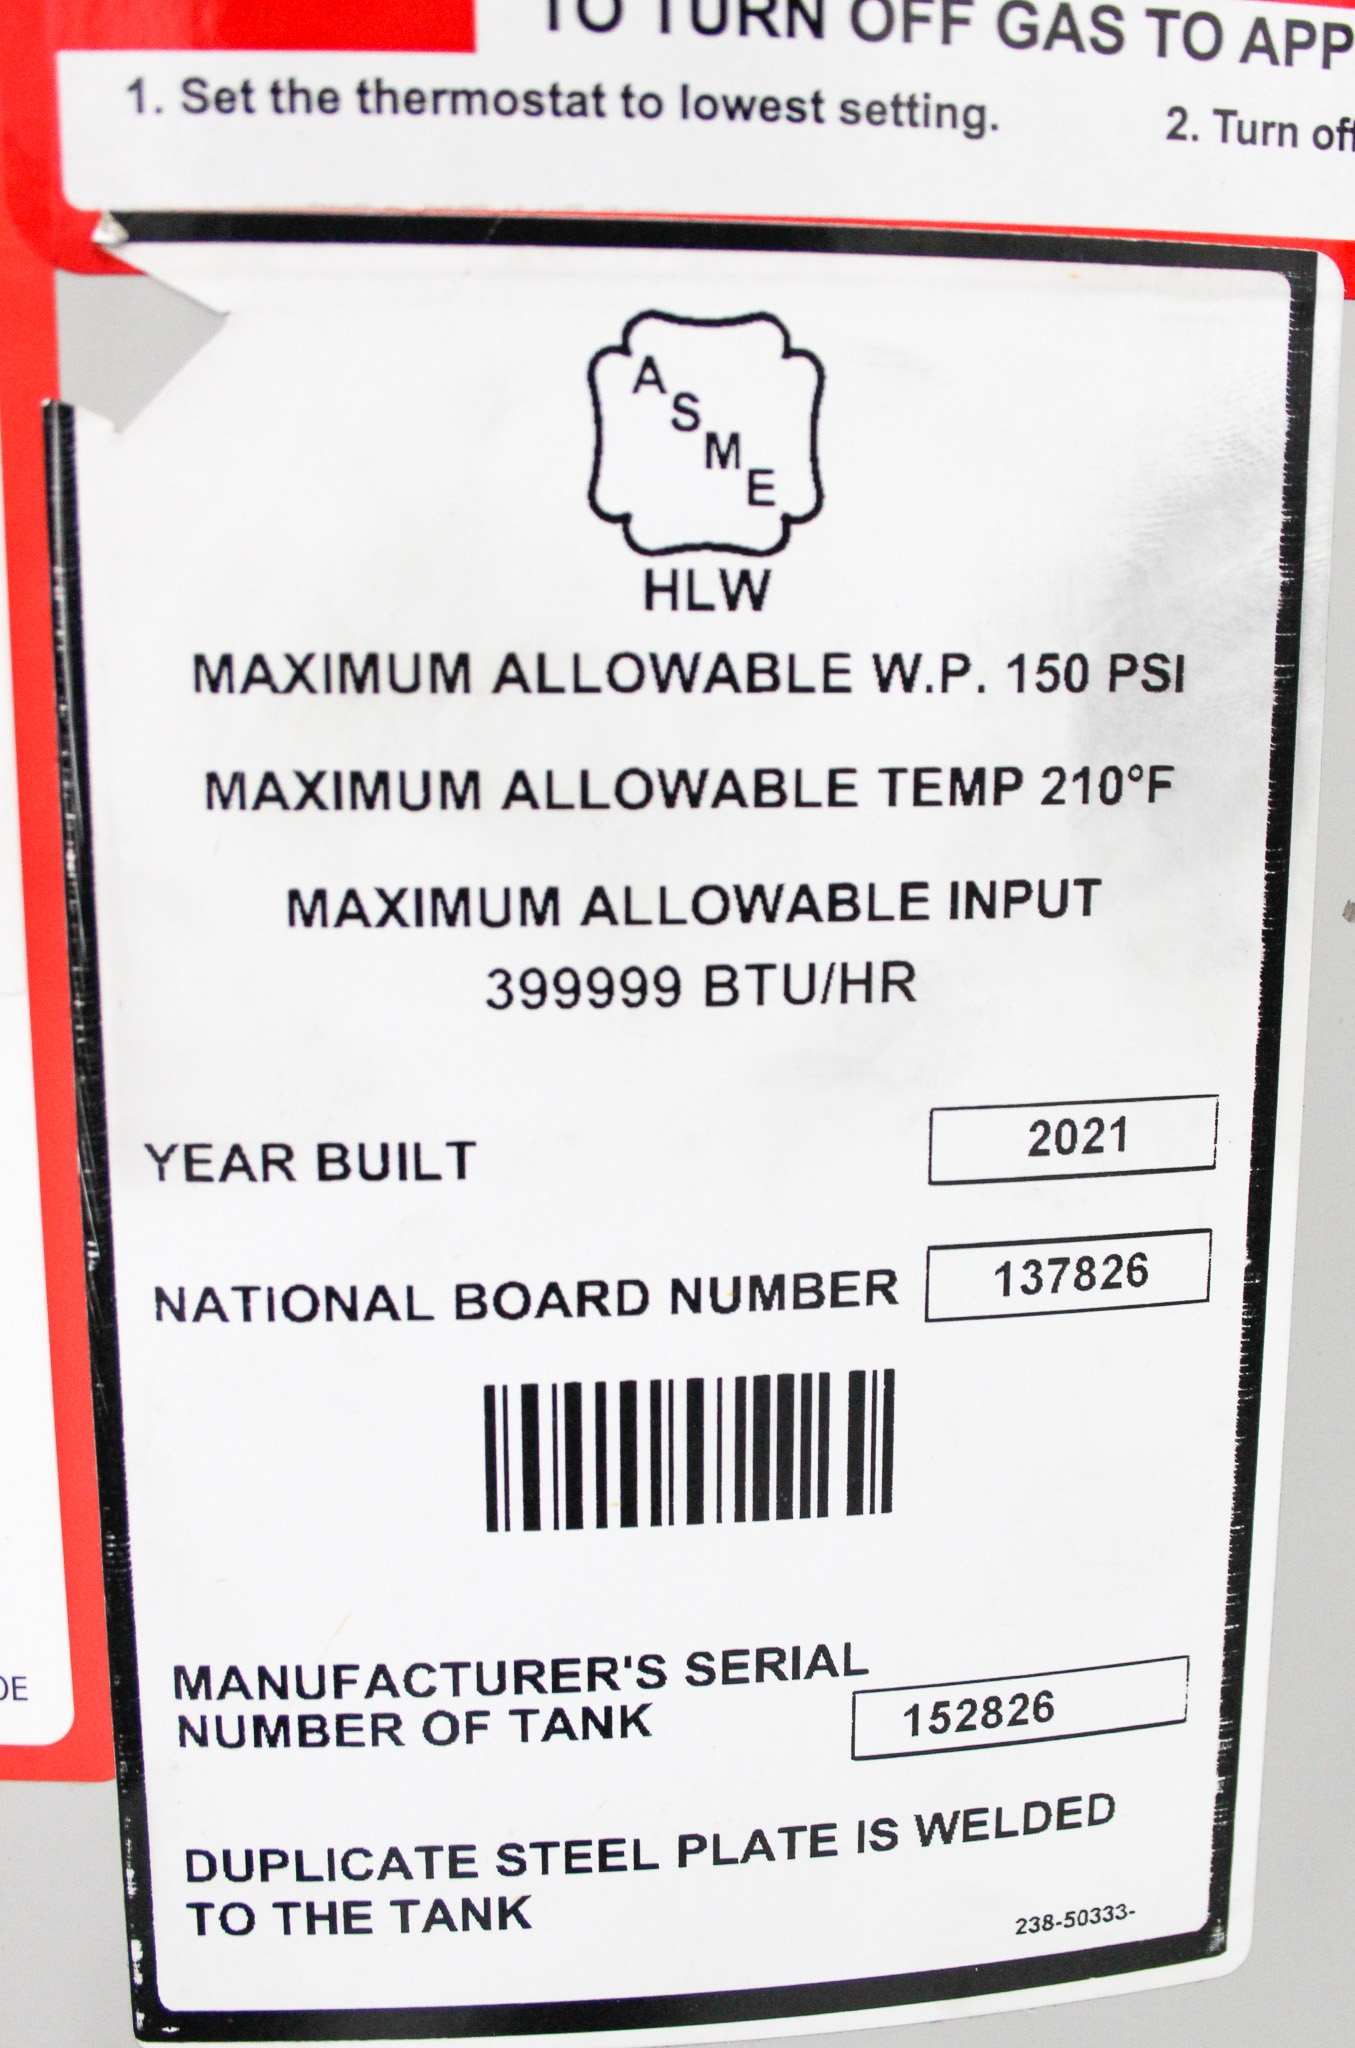 TO TURN OFF GAS TO APP
1. Set the thermostat to lowest setting.
2. Turn off
A
S
M
E
HLW
MAXIMUM ALLOWABLE W.P. 150 PSI
MAXIMUM ALLOWABLE TEMP 210°F
MAXIMUM ALLOWABLE INPUT
399999 BTU/HR
YEAR BUILT 2021
NATIONAL BOARD NUMBER 137826
MANUFACTURER'S SERIAL
NUMBER OF TANK 152826
DUPLICATE STEEL PLATE IS WELDED
TO THE TANK
238-50333-
DE